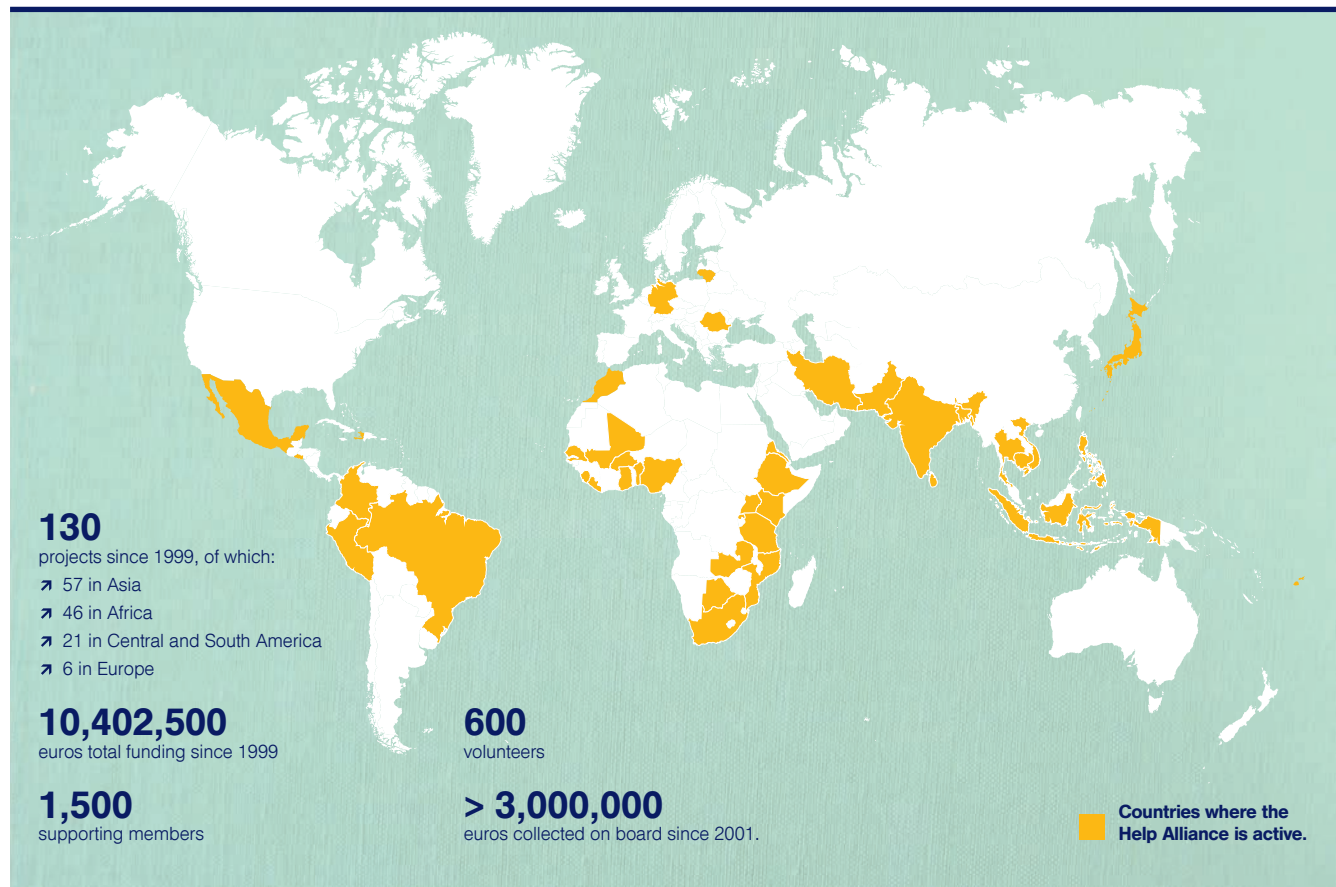 130
projects since 1999, of which:
↗ 57 in Asia
↗ 46 in Africa
↗ 21 in Central and South America
↗ 6 in Europe
10,402,500
euros total funding since 1999
1,500
supporting members
600
volunteers
> 3,000,000
euros collected on board since 2001.
Countries where the
Help Alliance is active.